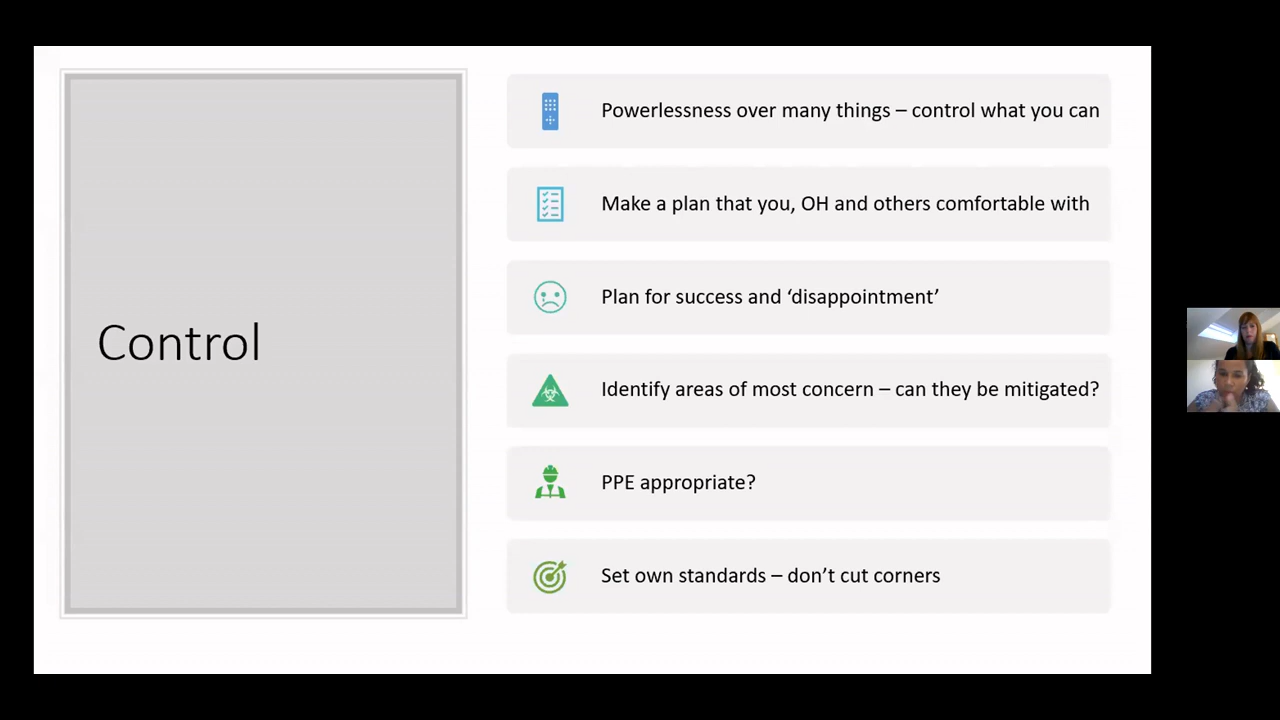 Control
Powerlessness over many things – control what you can
Make a plan that you, OH and others comfortable with
Plan for success and ‘disappointment’
Identify areas of most concern – can they be mitigated?
PPE appropriate?
Set own standards – don’t cut corners